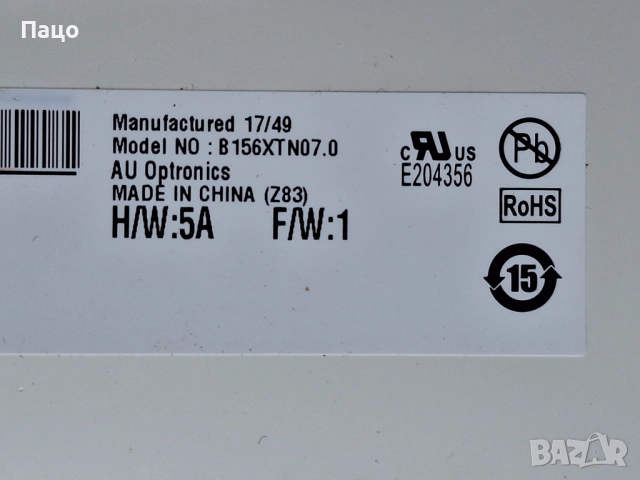 Пацо
Manufactured 17/49
Model NO : B156XTN07.0
AU Optronics
MADE IN CHINA (Z83)
H/W:5A F/W:1
c RU US
E204356
Pb
RoHS
15
BAZAR